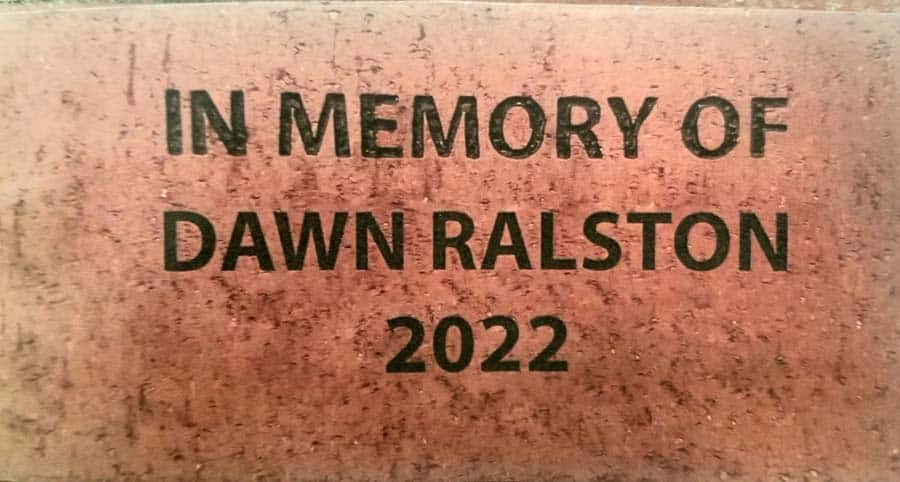 IN MEMORY OF
DAWN RALSTON
2022